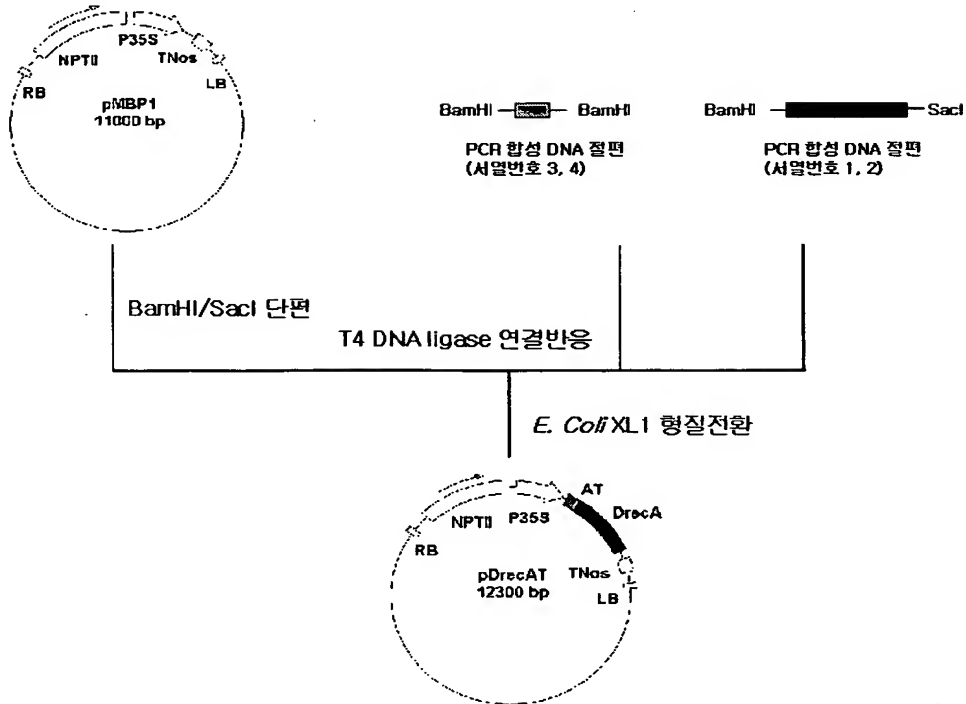 P35S
NPTⅡ
TNos
RB
LB
pMBP1
11000 bp
BamHI
BamHI
PCR 합성 DNA 절편
(서열번호 3, 4)
BamHI
SacI
PCR 합성 DNA 절편
(서열번호 1, 2)
BamHI/SacI 단편
T4 DNA ligase 연결반응
E. Coli XL1 형질전환
AT
DrecA
NPTⅡ
P35S
RB
TNos
LB
pDrecAT
12300 bp